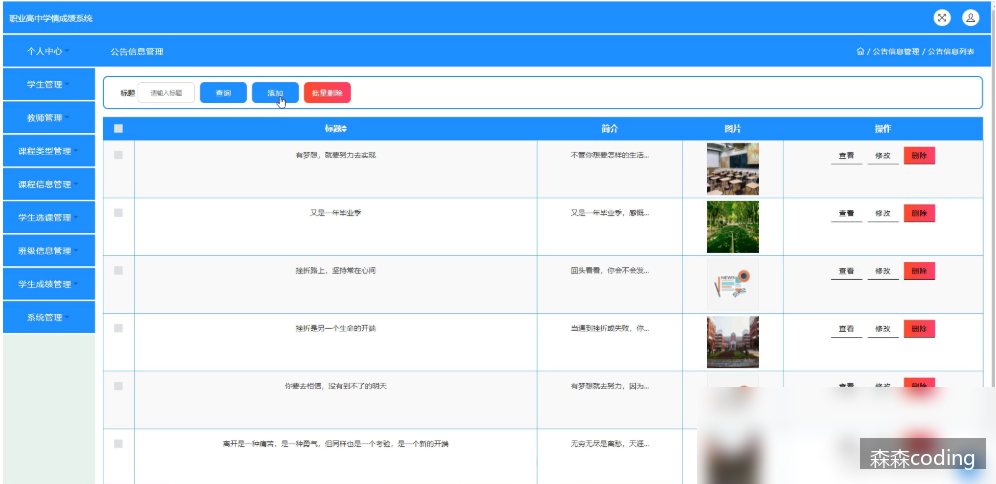 职业高中学情成绩系统
个人中心
公告信息管理
/ 公告信息管理 / 公告信息列表
学生管理
教师管理
课程类型管理
课程信息管理
学生选课管理
班级信息管理
学生成绩管理
系统管理
标题 请输入标题 查询 添加 批量删除
标题 简介 图片 操作
有梦想，就要努力去实现 不管你想要怎样的生活... 查看 修改 删除
又是一年毕业季 又是一年毕业季，感慨... 查看 修改 删除
挫折路上，坚持常在心间 回头看看，你会不会发... 查看 修改 删除
挫折是另一个生命的开端 当遇到挫折或失败，你... 查看 修改 删除
你要去相信，没有到不了的明天 有梦想就去努力，因为... 查看 修改 删除
离开是一种痛苦，是一种勇气，但同样也是一个考验，是一个新的开端 无穷无尽是离愁，天涯...
森森coding